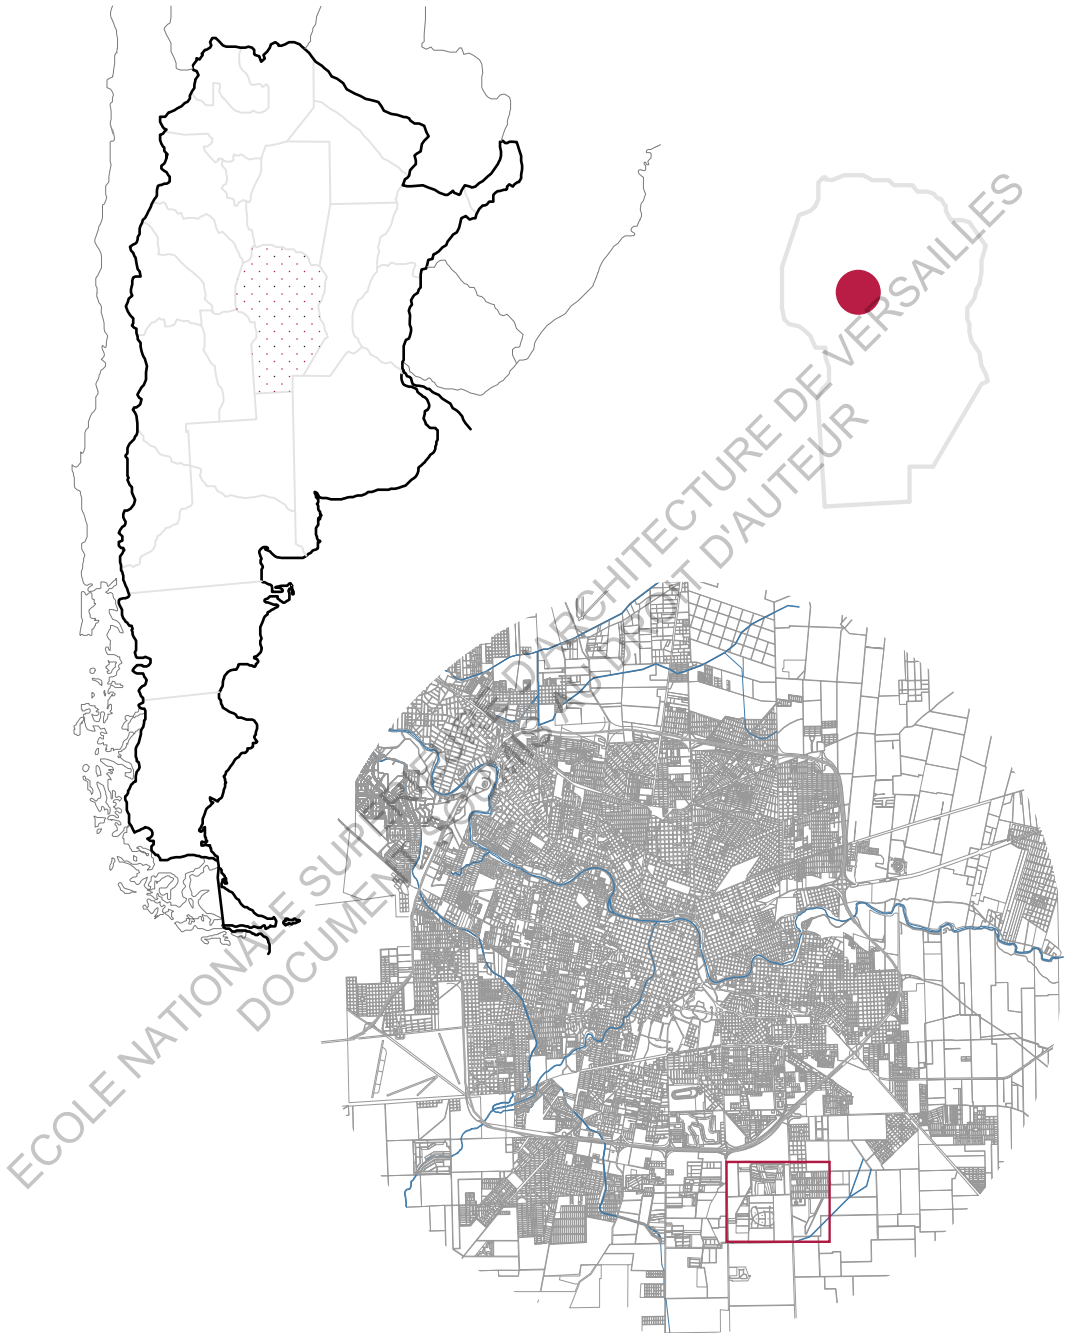 ECOLE NATIONALE SUPERIEURE D'ARCHITECTURE DE VERSAILLES
DOCUMENT SOUMIS AU DROIT D'AUTEUR